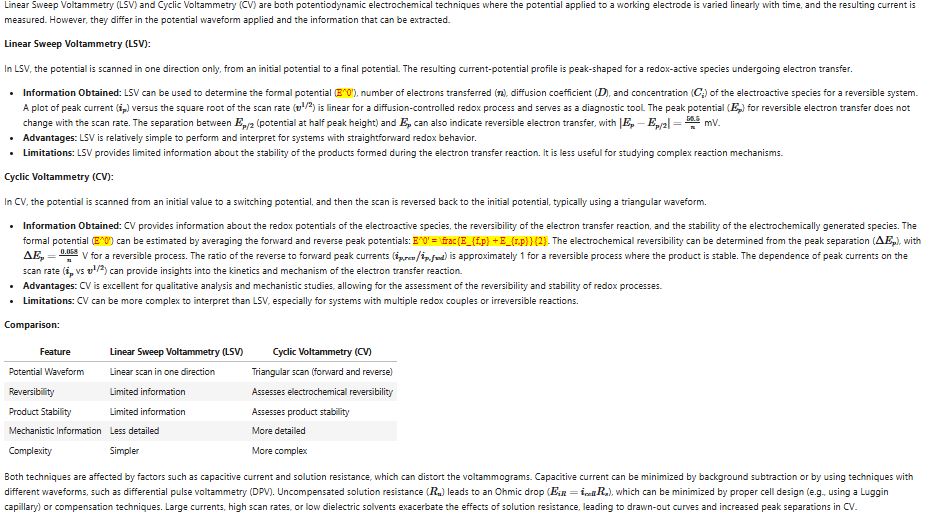 Linear Sweep Voltammetry (LSV) and Cyclic Voltammetry (CV) are both potentiodynamic electrochemical techniques where the potential applied to a working electrode is varied linearly with time, and the resulting current is
measured. However, they differ in the potential waveform applied and the information that can be extracted.
Linear Sweep Voltammetry (LSV):
In LSV, the potential is scanned in one direction only, from an initial potential to a final potential. The resulting current-potential profile is peak-shaped for a redox-active species undergoing electron transfer.
• Information Obtained: LSV can be used to determine the formal potential (E^0'), number of electrons transferred (n), diffusion coefficient (D), and concentration (C_i^*) of the electroactive species for a reversible system.
A plot of peak current (i_p) versus the square root of the scan rate (v^{1/2}) is linear for a diffusion-controlled redox process and serves as a diagnostic tool. The peak potential (E_p) for reversible electron transfer does not
change with the scan rate. The separation between E_{p/2} (potential at half peak height) and E_p can also indicate reversible electron transfer, with |E_p − E_{p/2}| = 56.5/n mV.
• Advantages: LSV is relatively simple to perform and interpret for systems with straightforward redox behavior.
• Limitations: LSV provides limited information about the stability of the products formed during the electron transfer reaction. It is less useful for studying complex reaction mechanisms.
Cyclic Voltammetry (CV):
In CV, the potential is scanned from an initial value to a switching potential, and then the scan is reversed back to the initial potential, typically using a triangular waveform.
• Information Obtained: CV provides information about the redox potentials of the electroactive species, the reversibility of the electron transfer reaction, and the stability of the electrochemically generated species. The
formal potential (E^0') can be estimated by averaging the forward and reverse peak potentials: E^0' = \frac{E_{f,p} + E_{r,p}}{2}. The electrochemical reversibility can be determined from the peak separation (ΔE_p), with
ΔE_p = 0.058/n V for a reversible process. The ratio of the reverse to forward peak currents (i_{p,rev}/i_{p,fwd}) is approximately 1 for a reversible process where the product is stable. The dependence of peak currents on the
scan rate (i_p vs v^{1/2}) can provide insights into the kinetics and mechanism of the electron transfer reaction.
• Advantages: CV is excellent for qualitative analysis and mechanistic studies, allowing for the assessment of the reversibility and stability of redox processes.
• Limitations: CV can be more complex to interpret than LSV, especially for systems with multiple redox couples or irreversible reactions.
Comparison:
Feature Linear Sweep Voltammetry (LSV) Cyclic Voltammetry (CV)
Potential Waveform Linear scan in one direction Triangular scan (forward and reverse)
Reversibility Limited information Assesses electrochemical reversibility
Product Stability Limited information Assesses product stability
Mechanistic Information Less detailed More detailed
Complexity Simpler More complex
Both techniques are affected by factors such as capacitive current and solution resistance, which can distort the voltammograms. Capacitive current can be minimized by background subtraction or by using techniques with
different waveforms, such as differential pulse voltammetry (DPV). Uncompensated solution resistance (R_u) leads to an Ohmic drop (E_{iR} = i_{cell}R_s), which can be minimized by proper cell design (e.g., using a Luggin
capillary) or compensation techniques. Large currents, high scan rates, or low dielectric solvents exacerbate the effects of solution resistance, leading to drawn-out curves and increased peak separations in CV.